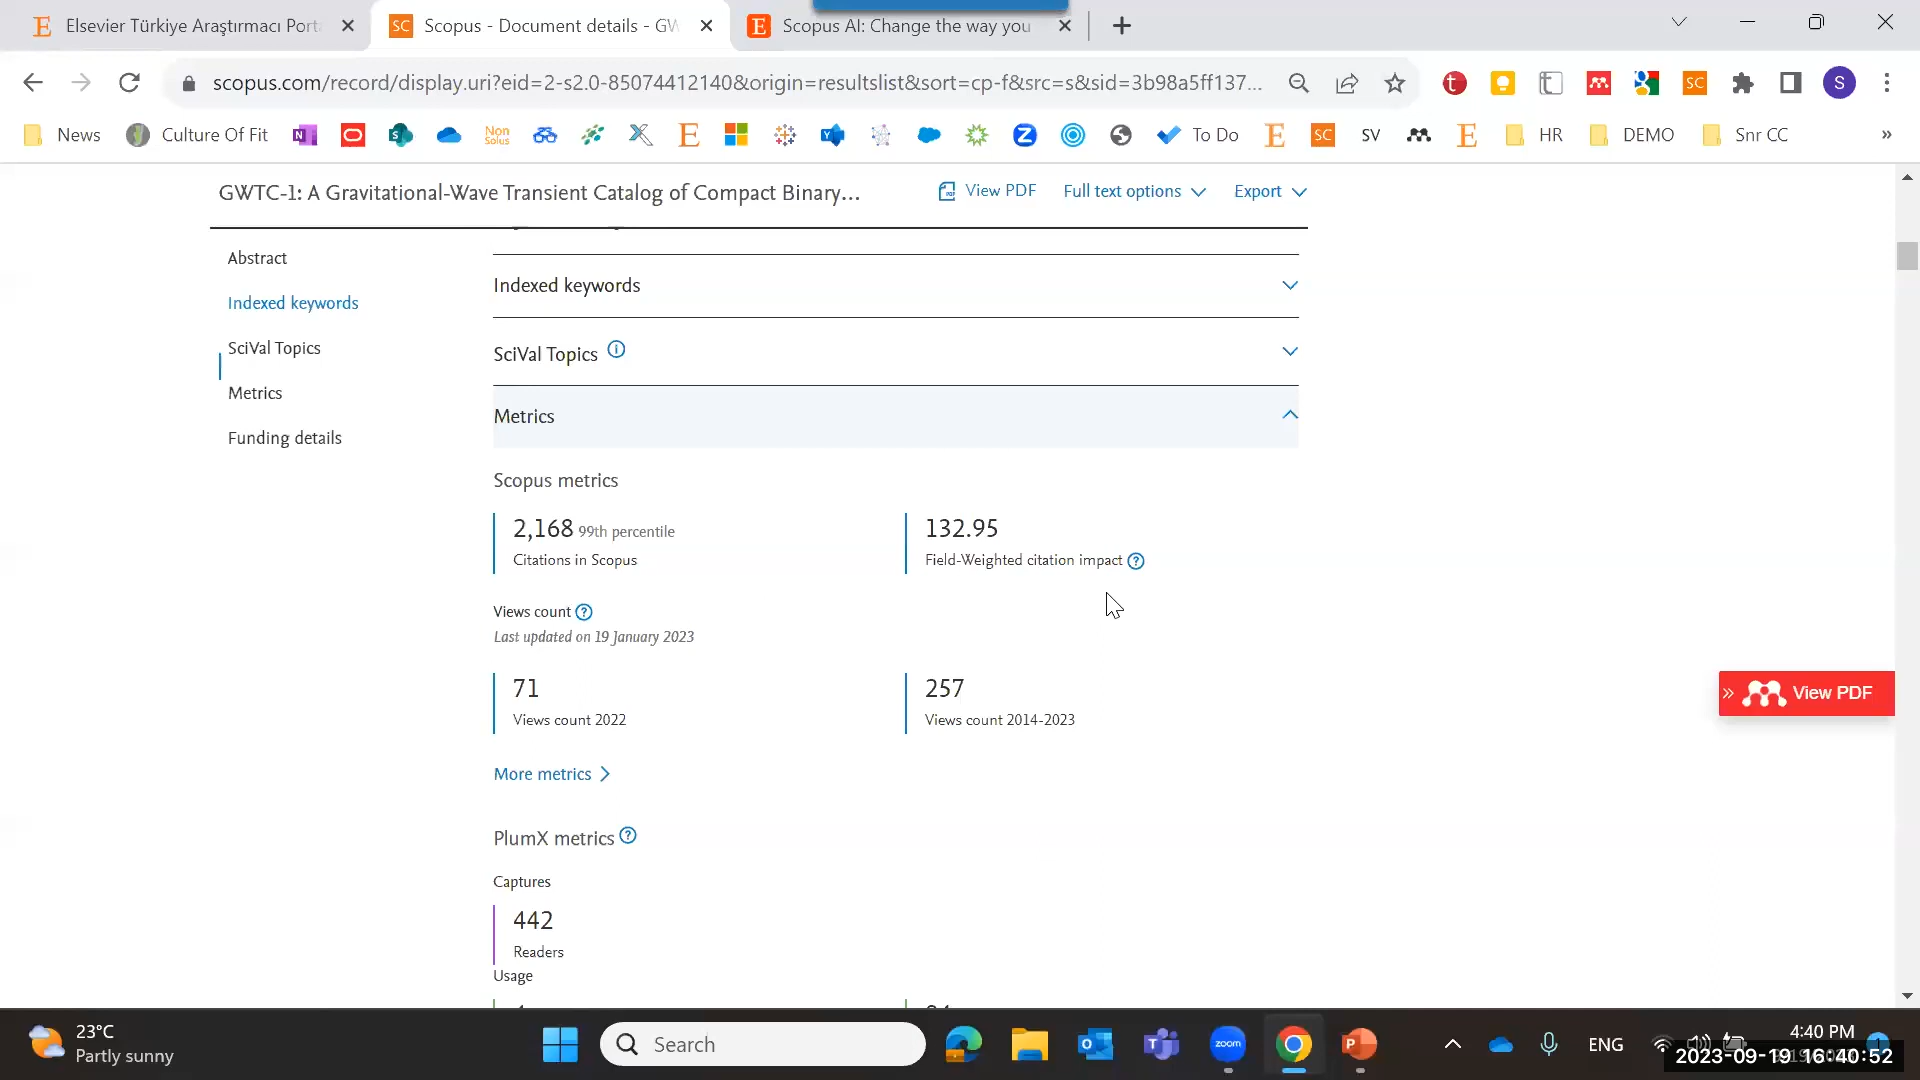 Elsevier Türkiye Araştırmacı Port
Scopus - Document details - GW
Scopus AI: Change the way you
scopus.com/record/display.uri?eid=2-s2.0-85074412140&origin=resultslist&sort=cp-f&src=s&sid=3b98a5ff137...
S
News
Culture Of Fit
Non Solus
To Do
SC
SV
HR
DEMO
Snr CC
»
GWTC-1: A Gravitational-Wave Transient Catalog of Compact Binary...
View PDF
Full text options
Export
Abstract
Indexed keywords
SciVal Topics
Metrics
Funding details
Indexed keywords
SciVal Topics
Metrics
Scopus metrics
2,168 99th percentile
Citations in Scopus
132.95
Field-Weighted citation impact
Views count
Last updated on 19 January 2023
71
Views count 2022
257
Views count 2014-2023
More metrics
PlumX metrics
Captures
442
Readers
Usage
» View PDF
23°C
Partly sunny
Search
zoom
ENG
4:40 PM
2023-09-19 16:40:52